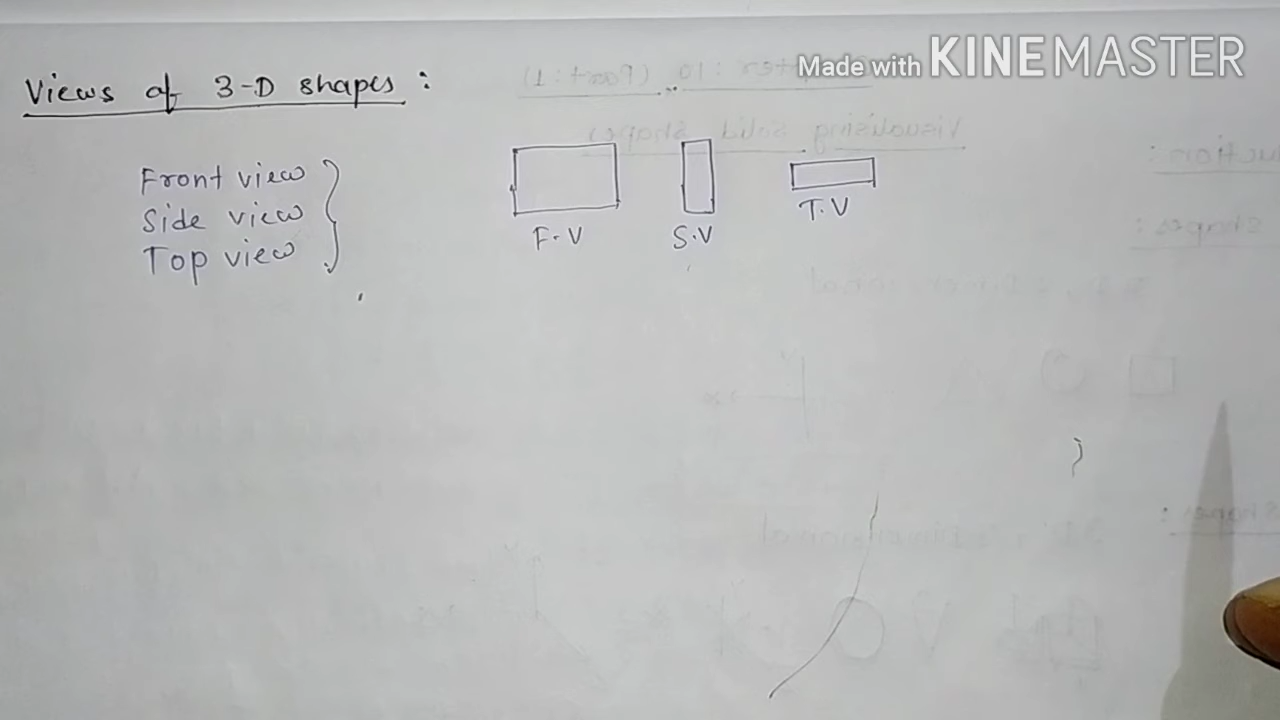 Made with KINEMASTER
Views of 3-D shapes :
Front view
Side view
Top view
F.V
S.V
T.V